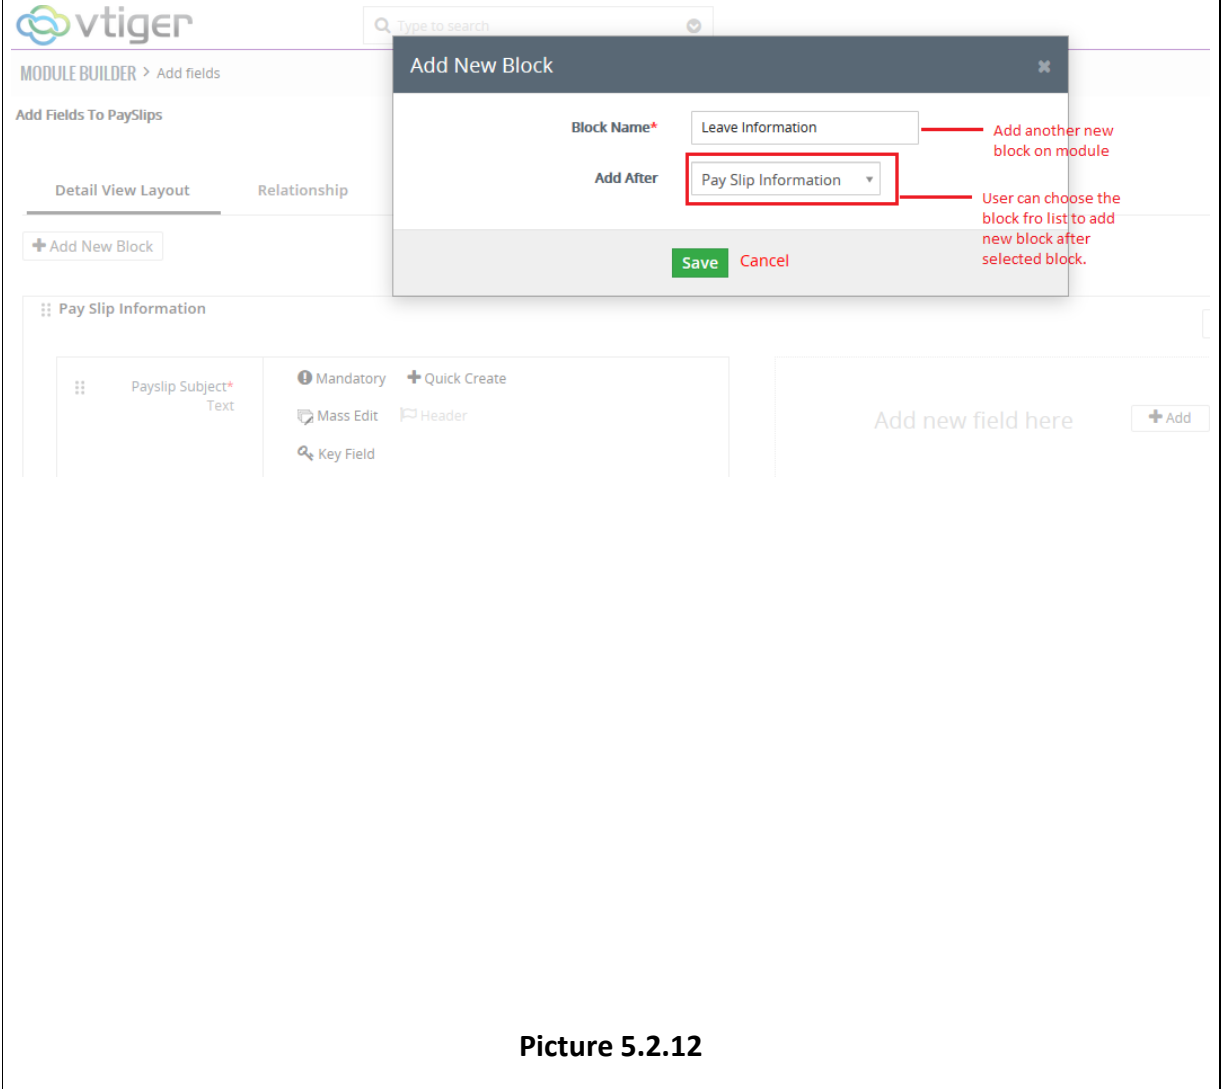 vtiger
Type to search
MODULE BUILDER > Add fields
Add New Block
Add Fields To PaySlips
Block Name*
Leave Information
Add another new
block on module
Add After
Pay Slip Information
User can choose the
block fro list to add
new block after
selected block.
Detail View Layout
Relationship
Add New Block
Save
Cancel
Pay Slip Information
Payslip Subject*
Text
Mandatory
Quick Create
Mass Edit
Header
Key Field
Add new field here
Add
Picture 5.2.12